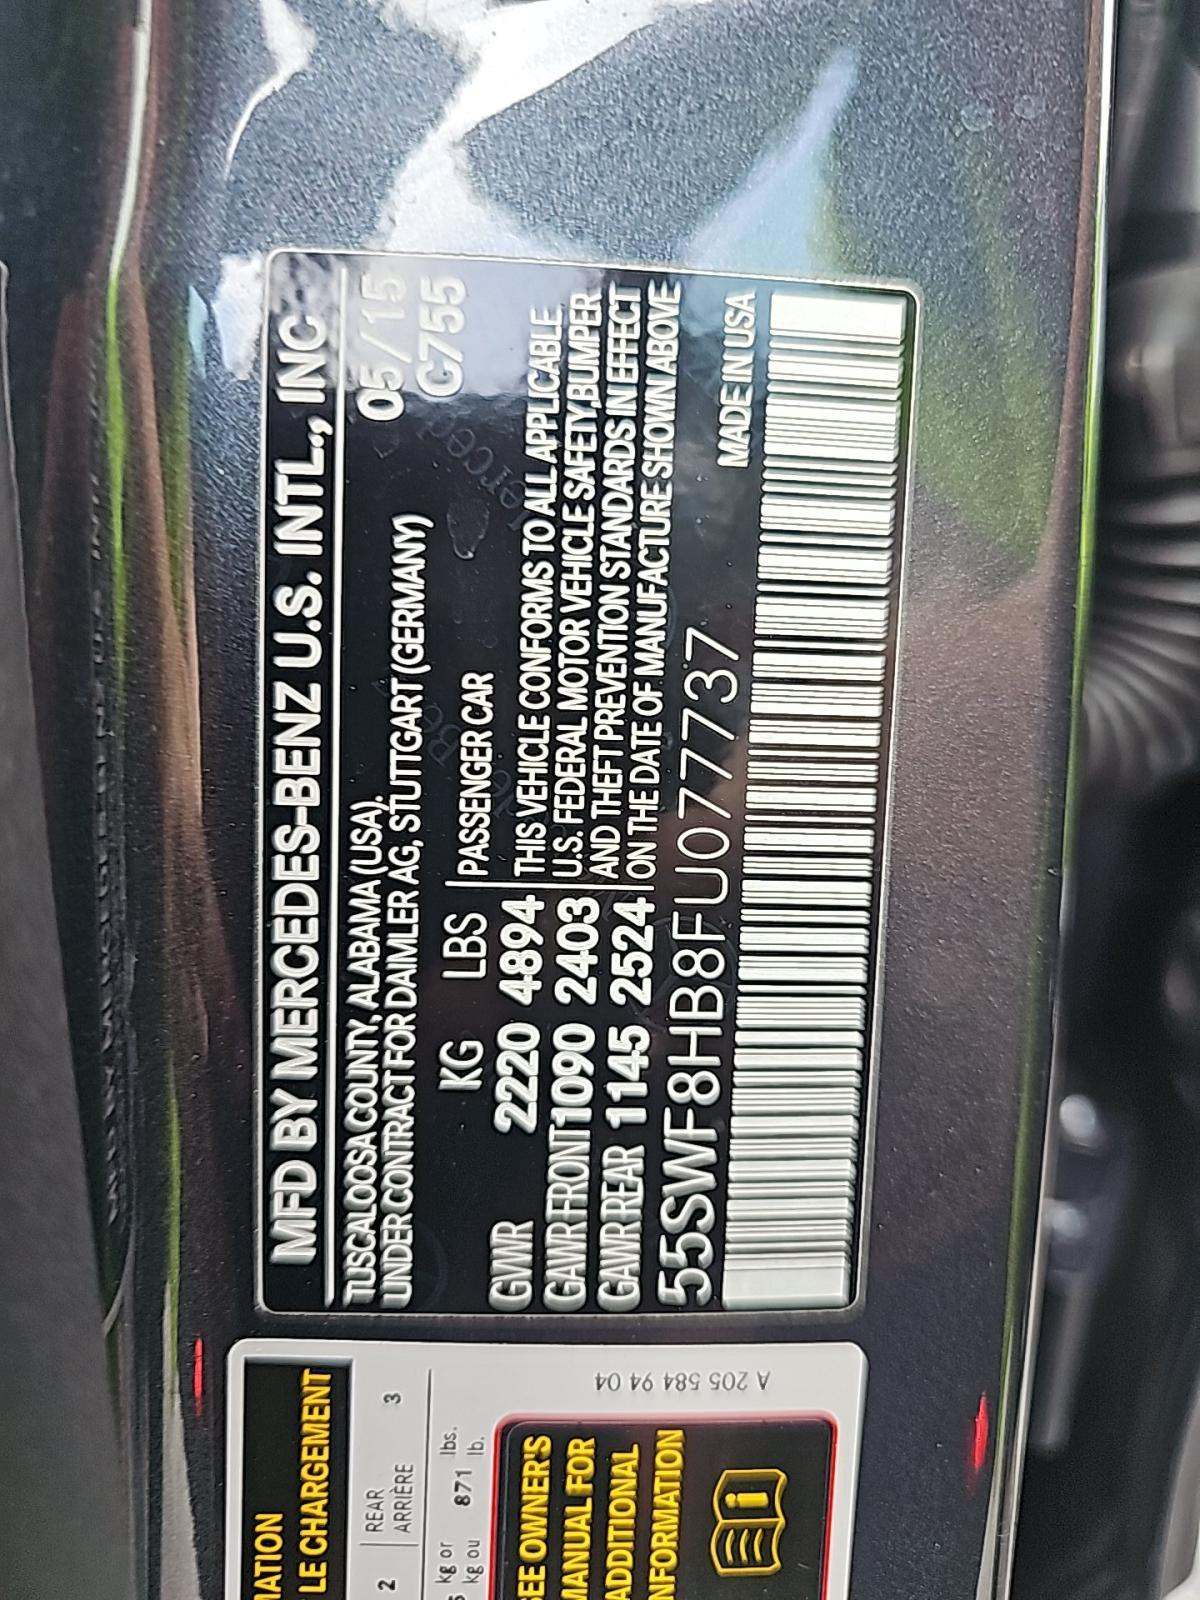 MFD BY MERCEDES-BENZ U.S. INTL., INC
TUSCALOOSA COUNTY, ALABAMA (USA).
05/15
UNDER CONTRACT FOR DAIMLER AG, STUTTGART (GERMANY)
G755
KG LBS PASSENGER CAR
GVWR 2220 4894 THIS VEHICLE CONFORMS TO ALL APPLICABLE
GAWR FRONT 1090 2403 U.S. FEDERAL MOTOR VEHICLE SAFETY, BUMPER
GAWR REAR 1145 2524 AND THEFT PREVENTION STANDARDS IN EFFECT
ON THE DATE OF MANUFACTURE SHOWN ABOVE
55SWF8HB8FU077737
MADE IN USA
MATION
LE CHARGEMENT
2 REAR 3
ARRIÈRE
kg or lbs.
kg ou 871 lb.
SEE OWNER'S
MANUAL FOR
ADDITIONAL
INFORMATION
A 205 584 94 04